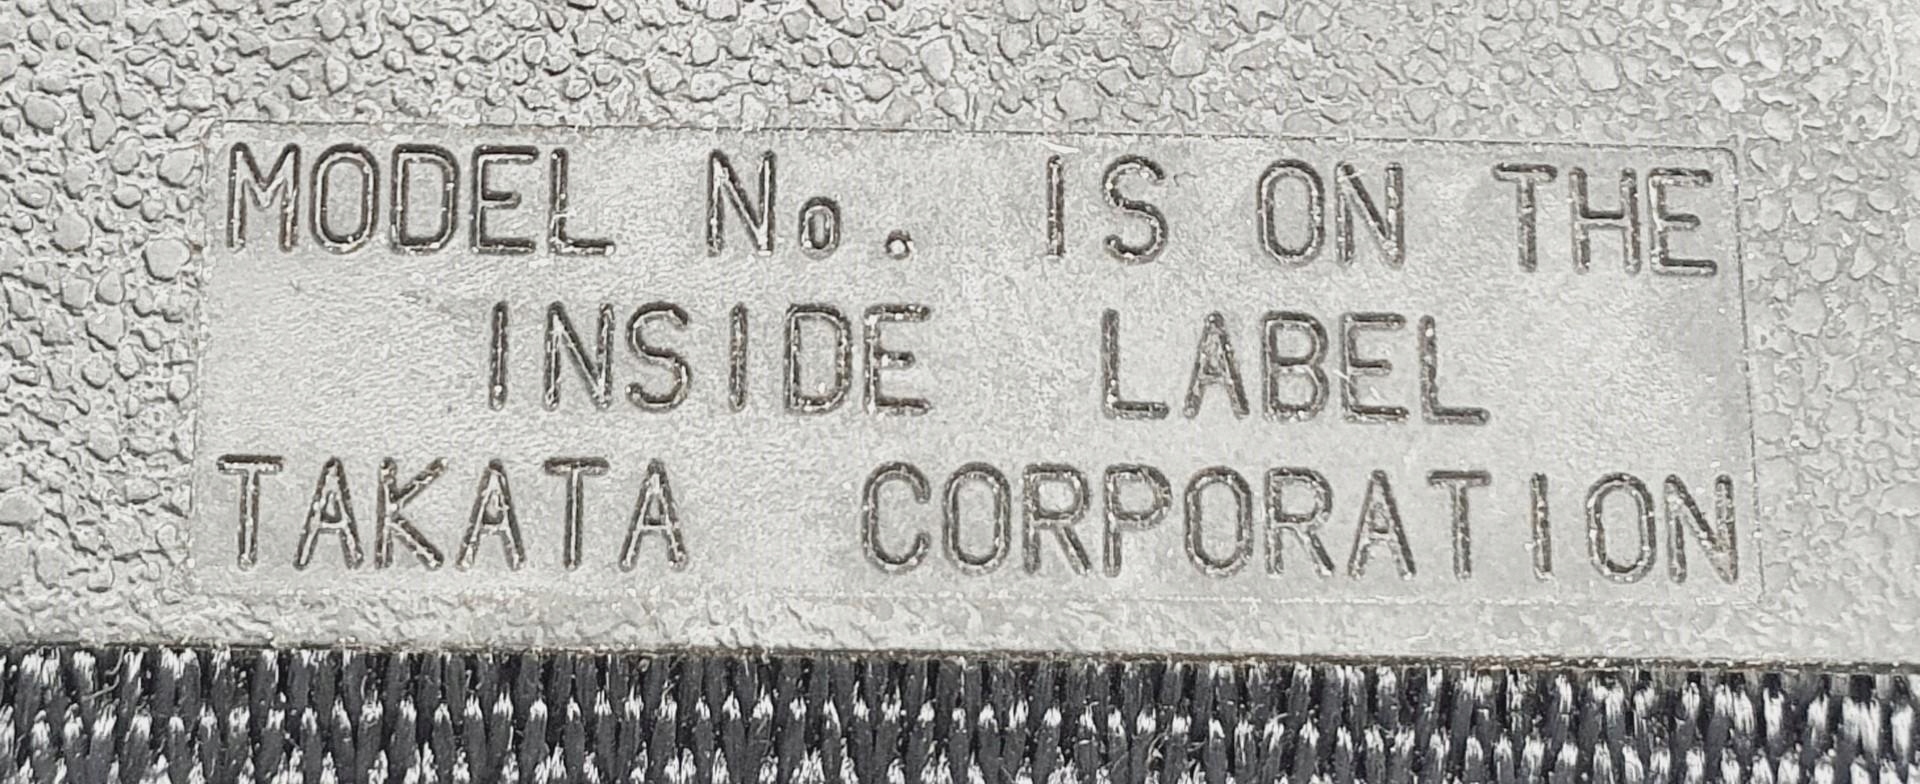 MODEL No. IS ON THE
INSIDE LABEL
TAKATA CORPORATION